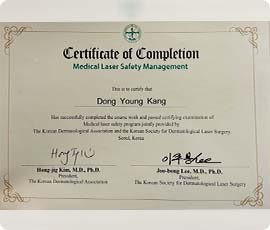 Certificate of Completion
Medical Laser Safety Management
This is to certify that
Dong Young Kang
Has successfully completed the course work and passed certifying examination of
Medical laser safety program jointly provided by
The Korean Dermatological Association and the Korean Society for Dermatological Laser Surgery.
Seoul, Korea
Hong-jig Kim, M.D., Ph.D.
President,
The Korean Dermatological Association
Joo-bong Lee, M.D., Ph.D.
President,
The Korean Society for Dermatological Laser Surgery